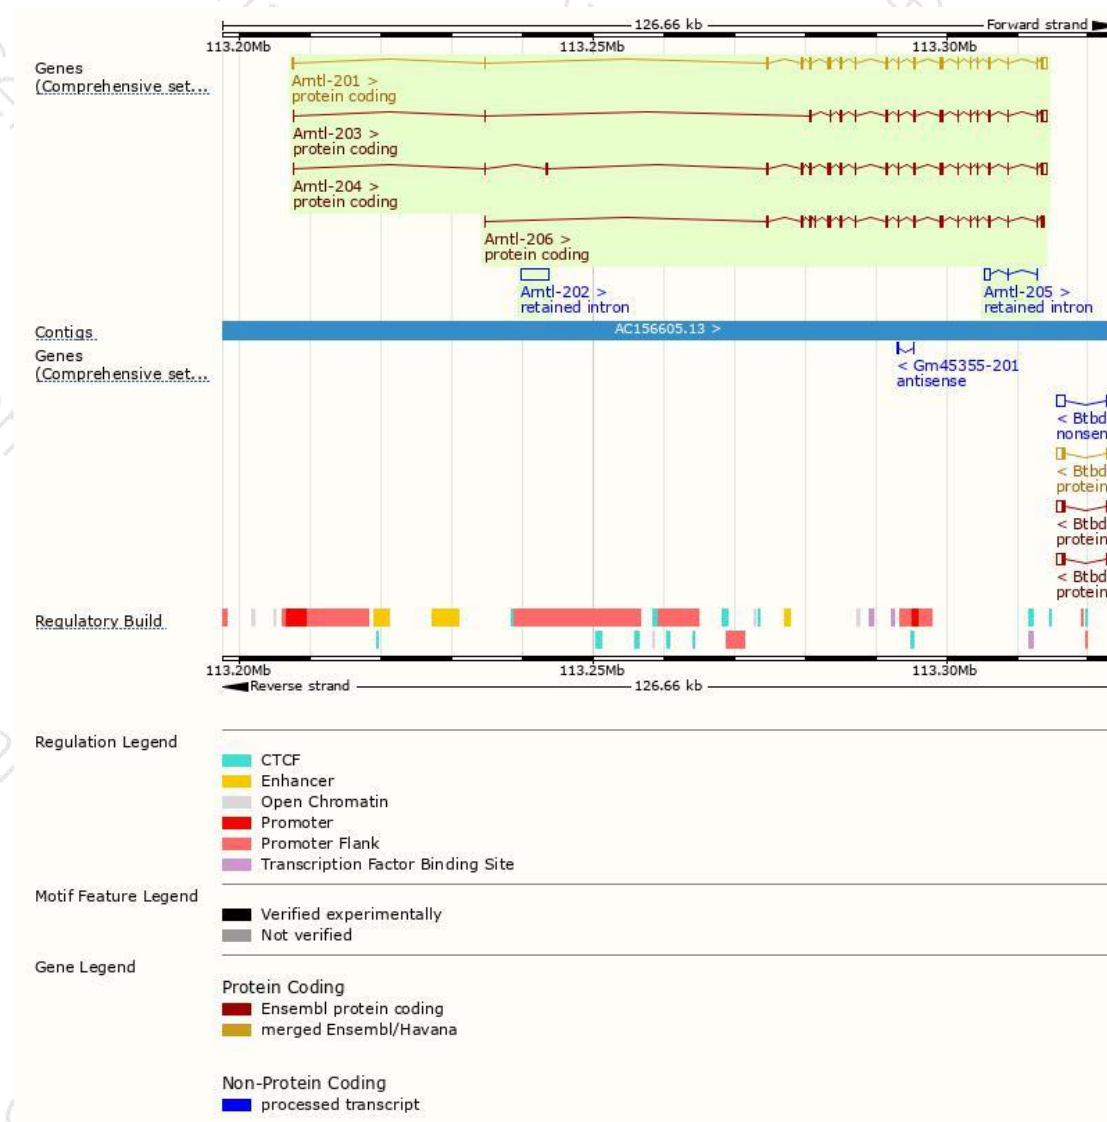 126.66 kb Forward strand
113.20Mb 113.25Mb 113.30Mb
Genes
(Comprehensive set...
Arntl-201 >
protein coding
Arntl-203 >
protein coding
Arntl-204 >
protein coding
Arntl-206 >
protein coding
Arntl-202 >
retained intron
Arntl-205 >
retained intron
Contigs
AC156605.13 >
Genes
(Comprehensive set...
< Gm45355-201
antisense
< Btbd
nonsen
< Btbd
protein
< Btbd
protein
< Btbd
protein
Regulatory Build
113.20Mb 113.25Mb 113.30Mb
Reverse strand 126.66 kb
Regulation Legend
CTCF
Enhancer
Open Chromatin
Promoter
Promoter Flank
Transcription Factor Binding Site
Motif Feature Legend
Verified experimentally
Not verified
Gene Legend
Protein Coding
Ensembl protein coding
merged Ensembl/Havana
Non-Protein Coding
processed transcript